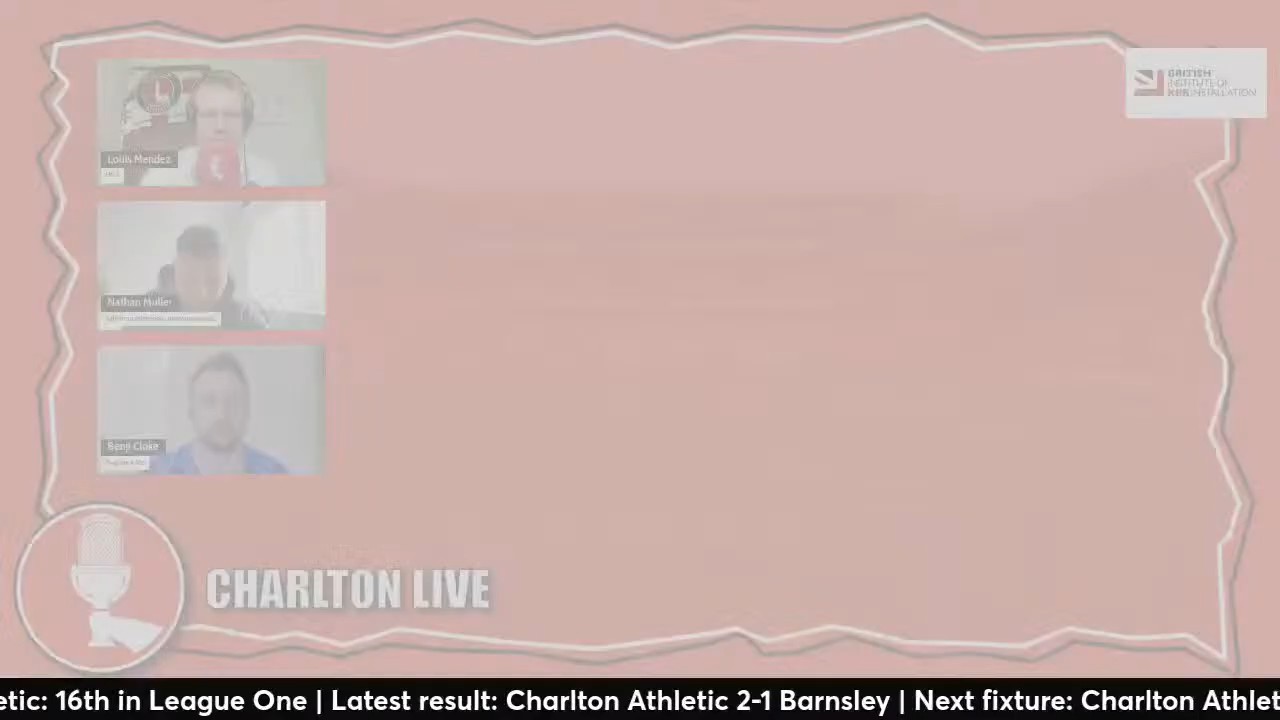 BRITISH
INSTITUTE OF
KBB INSTALLATION
Louis Mendez
Nathan Muller
Benji Cloke
CHARLTON LIVE
etic: 16th in League One | Latest result: Charlton Athletic 2-1 Barnsley | Next fixture: Charlton Athlet